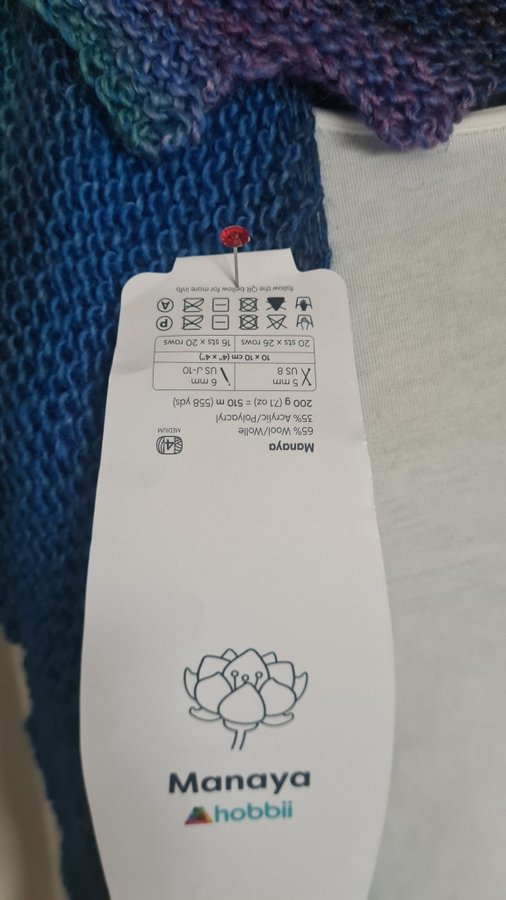 Manaya
65% Wool/Wolle
35% Acrylic/Polyacryl
4
MEDIUM
200 g (7.1 oz) = 510 m (558 yds)
5 mm
US 8
6 mm
US J-10
10 x 10 cm (4" x 4")
20 sts x 26 rows
16 sts x 20 rows
P
A
follow the QR bellow for more info
Manaya
hobbii